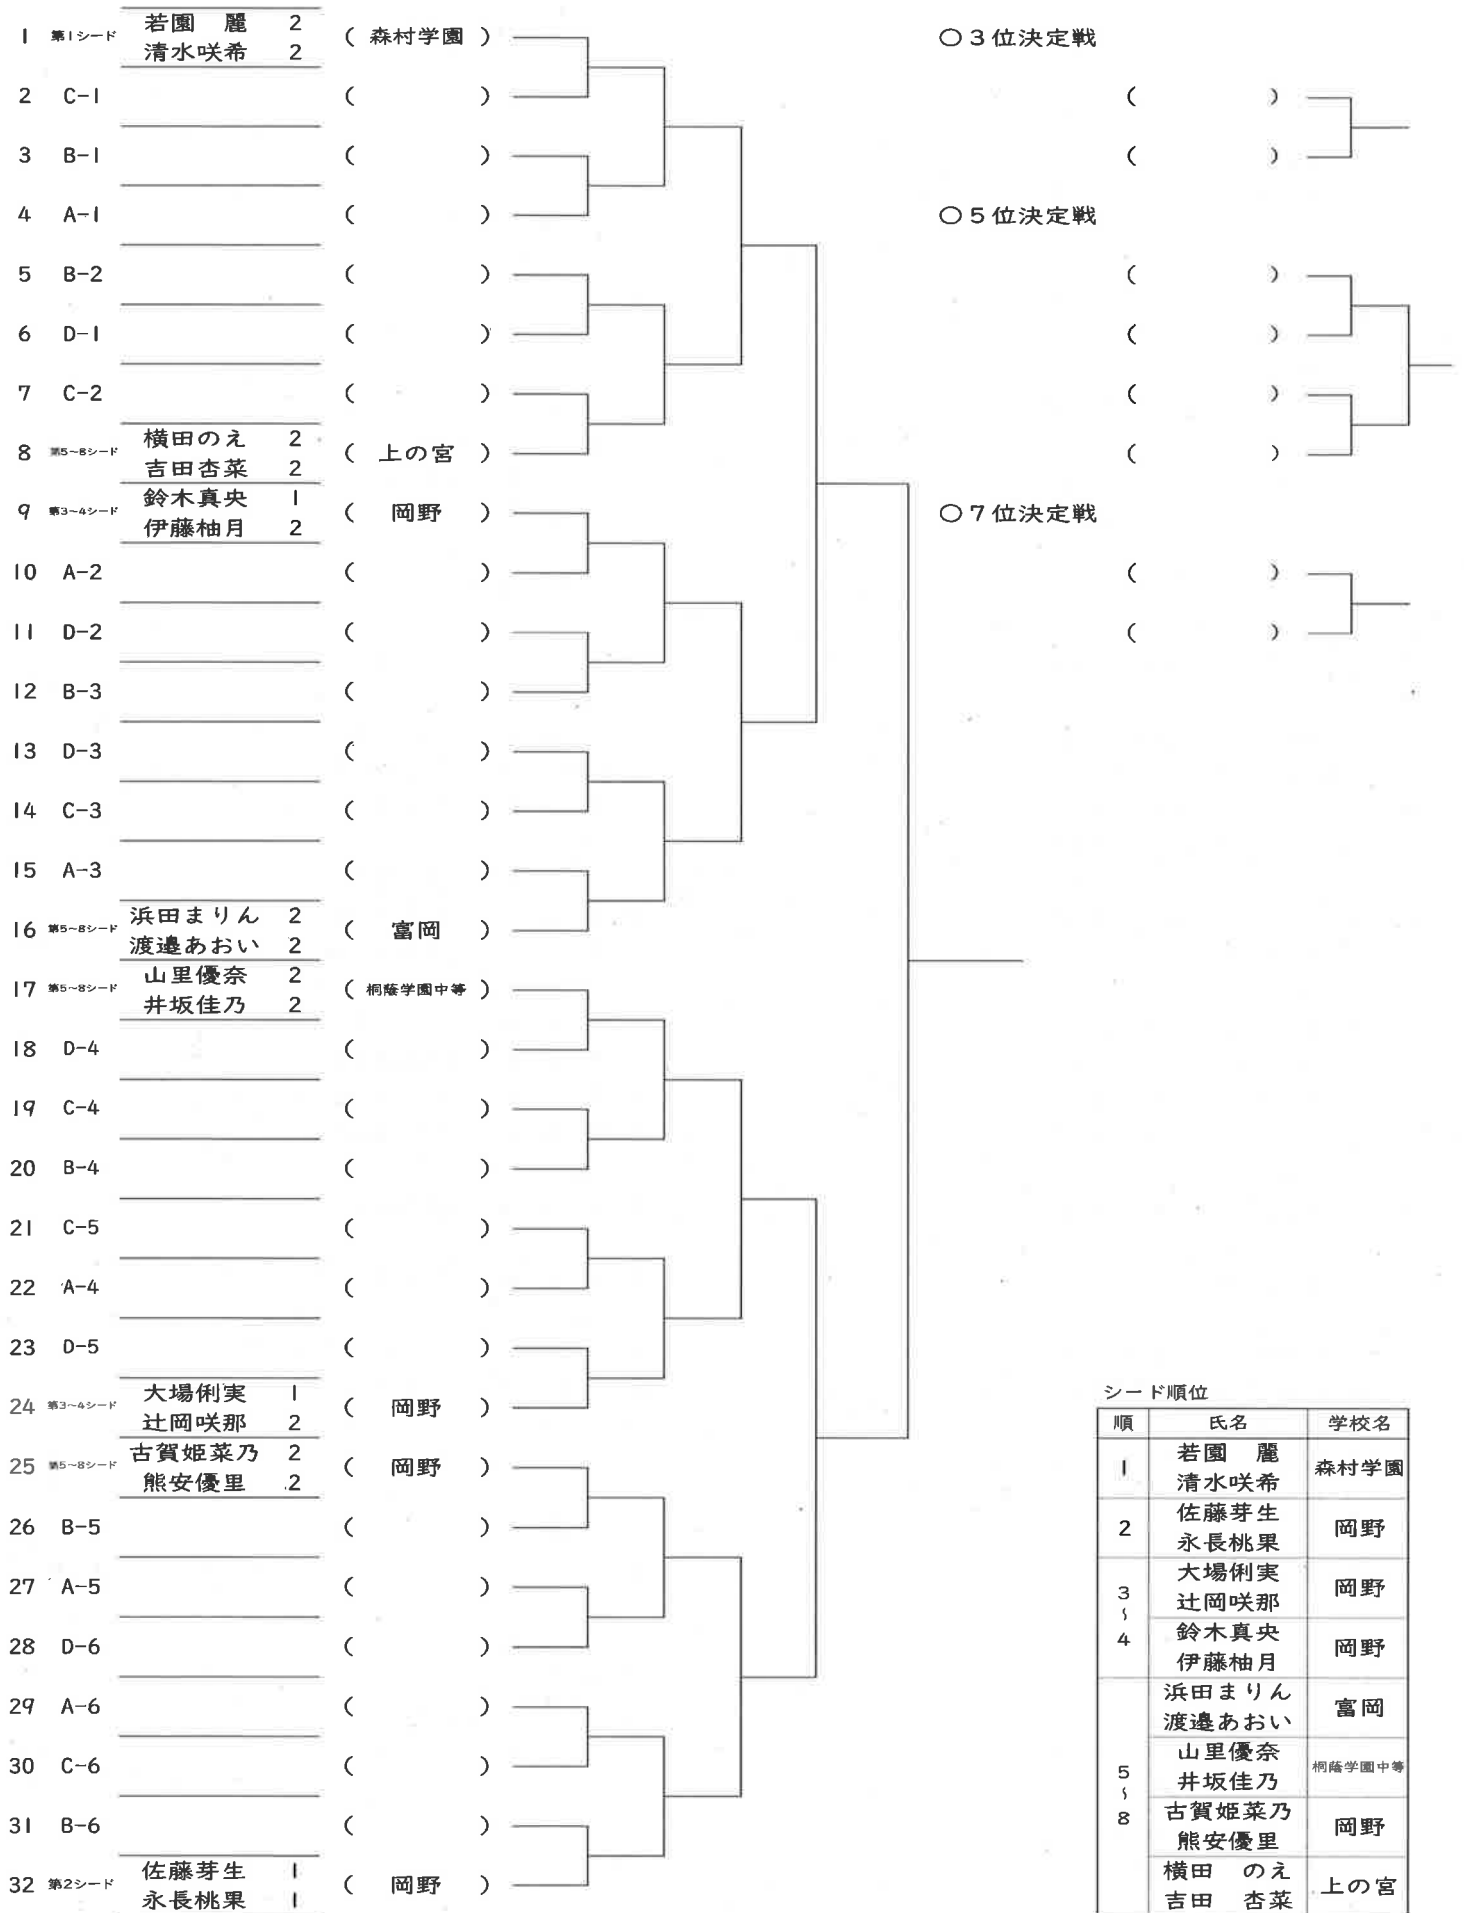 1 第1シード 若園 麗 2 清水咲希 2 ( 森村学園 )
2 C-1 ( )
3 B-1 ( )
4 A-1 ( )
5 B-2 ( )
6 D-1 ( )
7 C-2 ( )
8 第5~8シード 横田のえ 2 吉田杏菜 2 ( 上の宮 )
9 第3~4シード 鈴木真央 1 伊藤柚月 2 ( 岡野 )
10 A-2 ( )
11 D-2 ( )
12 B-3 ( )
13 D-3 ( )
14 C-3 ( )
15 A-3 ( )
16 第5~8シード 浜田まりん 2 渡邉あおい 2 ( 富岡 )
17 第5~8シード 山里優奈 2 井坂佳乃 2 ( 桐蔭学園中等 )
18 D-4 ( )
19 C-4 ( )
20 B-4 ( )
21 C-5 ( )
22 A-4 ( )
23 D-5 ( )
24 第3~4シード 大場俐実 1 辻岡咲那 2 ( 岡野 )
25 第5~8シード 古賀姫菜乃 2 熊安優里 2 ( 岡野 )
26 B-5 ( )
27 A-5 ( )
28 D-6 ( )
29 A-6 ( )
30 C-6 ( )
31 B-6 ( )
32 第2シード 佐藤芽生 1 永長桃果 1 ( 岡野 )
○3位決定戦
( )
( )
○5位決定戦
( )
( )
( )
( )
○7位決定戦
( )
( )
シード順位
順 氏名 学校名
1 若園 麗 清水咲希 森村学園
2 佐藤芽生 永長桃果 岡野
3~4 大場俐実 辻岡咲那 岡野
鈴木真央 伊藤柚月 岡野
5~8 浜田まりん 渡邉あおい 富岡
山里優奈 井坂佳乃 桐蔭学園中等
古賀姫菜乃 熊安優里 岡野
横田 のえ 吉田 杏菜 上の宮